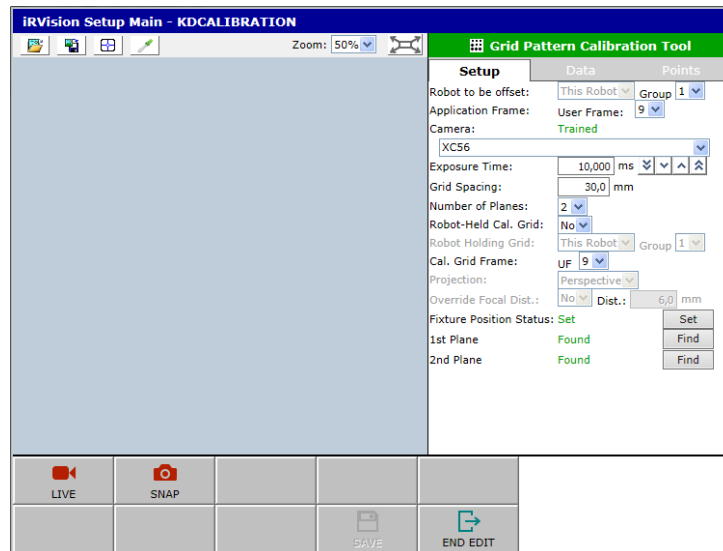 iRVision Setup Main - KDCALIBRATION
Zoom: 50%
Grid Pattern Calibration Tool
Setup Data Points
Robot to be offset: This Robot Group 1
Application Frame: User Frame: 9
Camera: Trained
XC56
Exposure Time: 10,000 ms
Grid Spacing: 30,0 mm
Number of Planes: 2
Robot-Held Cal. Grid: No
Robot Holding Grid: This Robot Group 1
Cal. Grid Frame: UF 9
Projection: Perspective
Override Focal Dist.: No Dist.: 6,0 mm
Fixture Position Status: Set Set
1st Plane Found Find
2nd Plane Found Find
LIVE SNAP
SAVE END EDIT